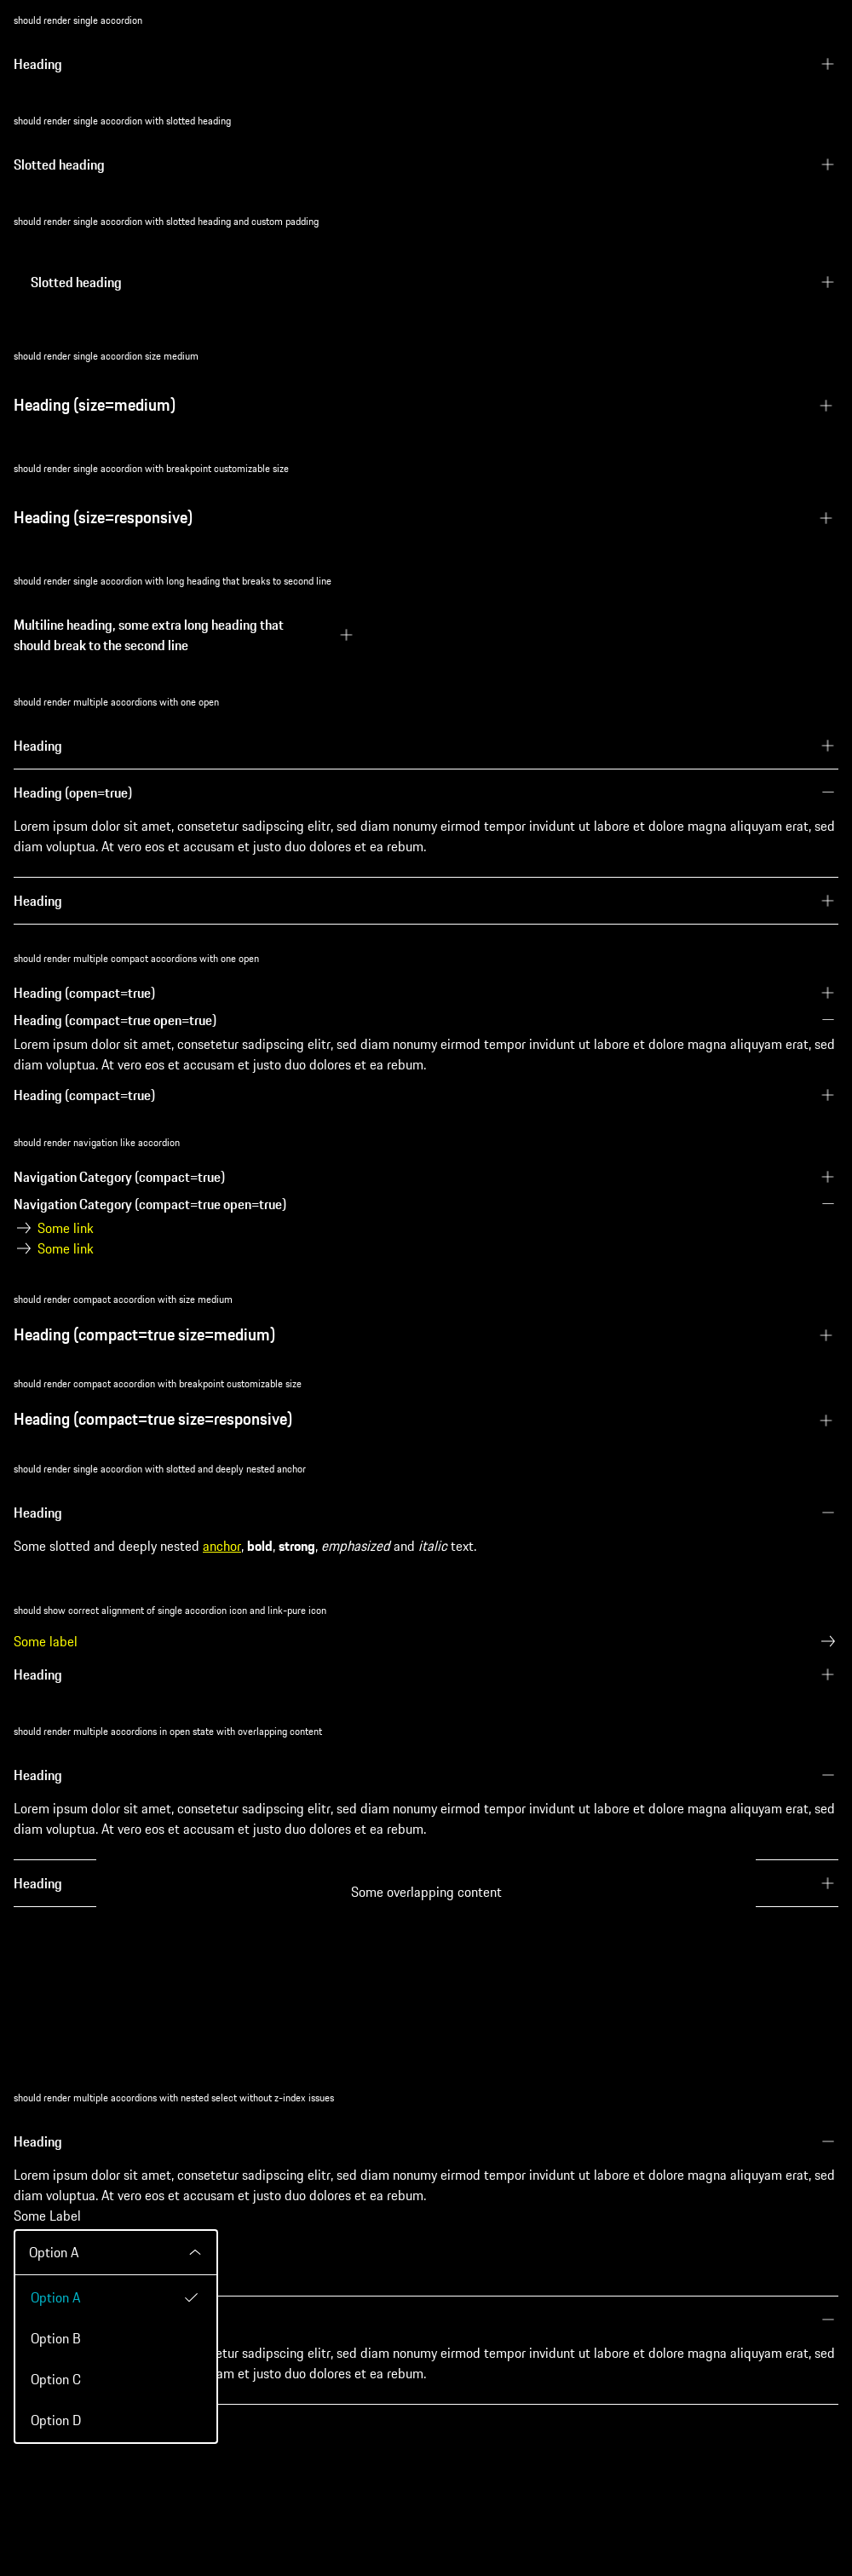 should render single accordion
Heading
should render single accordion with slotted heading
Slotted heading
should render single accordion with slotted heading and custom padding
Slotted heading
should render single accordion size medium
Heading (size=medium)
should render single accordion with breakpoint customizable size
Heading (size=responsive)
should render single accordion with long heading that breaks to second line
Multiline heading, some extra long heading that
should break to the second line
should render multiple accordions with one open
Heading
Heading (open=true)
Lorem ipsum dolor sit amet, consetetur sadipscing elitr, sed diam nonumy eirmod tempor invidunt ut labore et dolore magna aliquyam erat, sed
diam voluptua. At vero eos et accusam et justo duo dolores et ea rebum.
Heading
should render multiple compact accordions with one open
Heading (compact=true)
Heading (compact=true open=true)
Lorem ipsum dolor sit amet, consetetur sadipscing elitr, sed diam nonumy eirmod tempor invidunt ut labore et dolore magna aliquyam erat, sed
diam voluptua. At vero eos et accusam et justo duo dolores et ea rebum.
Heading (compact=true)
should render navigation like accordion
Navigation Category (compact=true)
Navigation Category (compact=true open=true)
Some link
Some link
should render compact accordion with size medium
Heading (compact=true size=medium)
should render compact accordion with breakpoint customizable size
Heading (compact=true size=responsive)
should render single accordion with slotted and deeply nested anchor
Heading
Some slotted and deeply nested anchor, bold, strong, emphasized and italic text.
should show correct alignment of single accordion icon and link-pure icon
Some label
Heading
should render multiple accordions in open state with overlapping content
Heading
Lorem ipsum dolor sit amet, consetetur sadipscing elitr, sed diam nonumy eirmod tempor invidunt ut labore et dolore magna aliquyam erat, sed
diam voluptua. At vero eos et accusam et justo duo dolores et ea rebum.
Heading
Some overlapping content
should render multiple accordions with nested select without z-index issues
Heading
Lorem ipsum dolor sit amet, consetetur sadipscing elitr, sed diam nonumy eirmod tempor invidunt ut labore et dolore magna aliquyam erat, sed
diam voluptua. At vero eos et accusam et justo duo dolores et ea rebum.
Some Label
Option A
Option A
Option B
sadipscing elitr, sed diam nonumy eirmod tempor invidunt ut labore et dolore magna aliquyam erat, sed
et justo duo dolores et ea rebum.
Option C
Option D